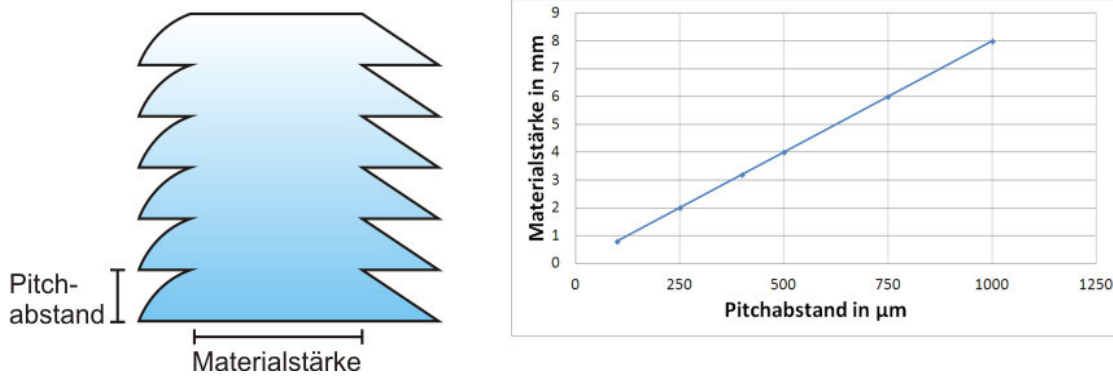 Pitch-
abstand
Materialstärke
Materialstärke in mm
9
8
7
6
5
4
3
2
1
0
0 250 500 750 1000 1250
Pitchabstand in µm